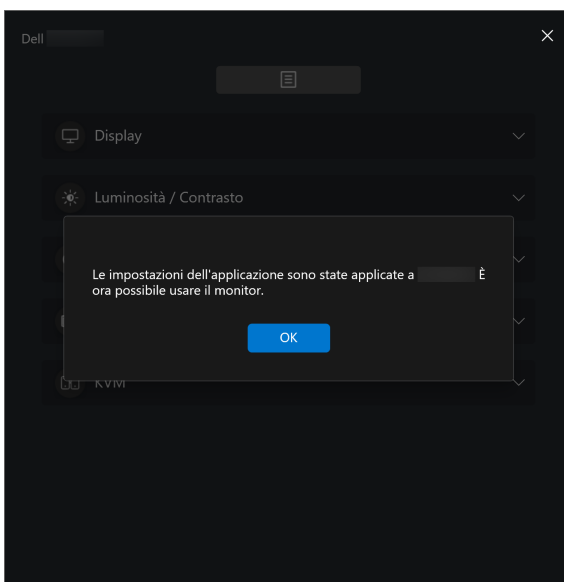 Dell
Display
Luminosità / Contrasto
Le impostazioni dell'applicazione sono state applicate a È
ora possibile usare il monitor.
OK
KVM